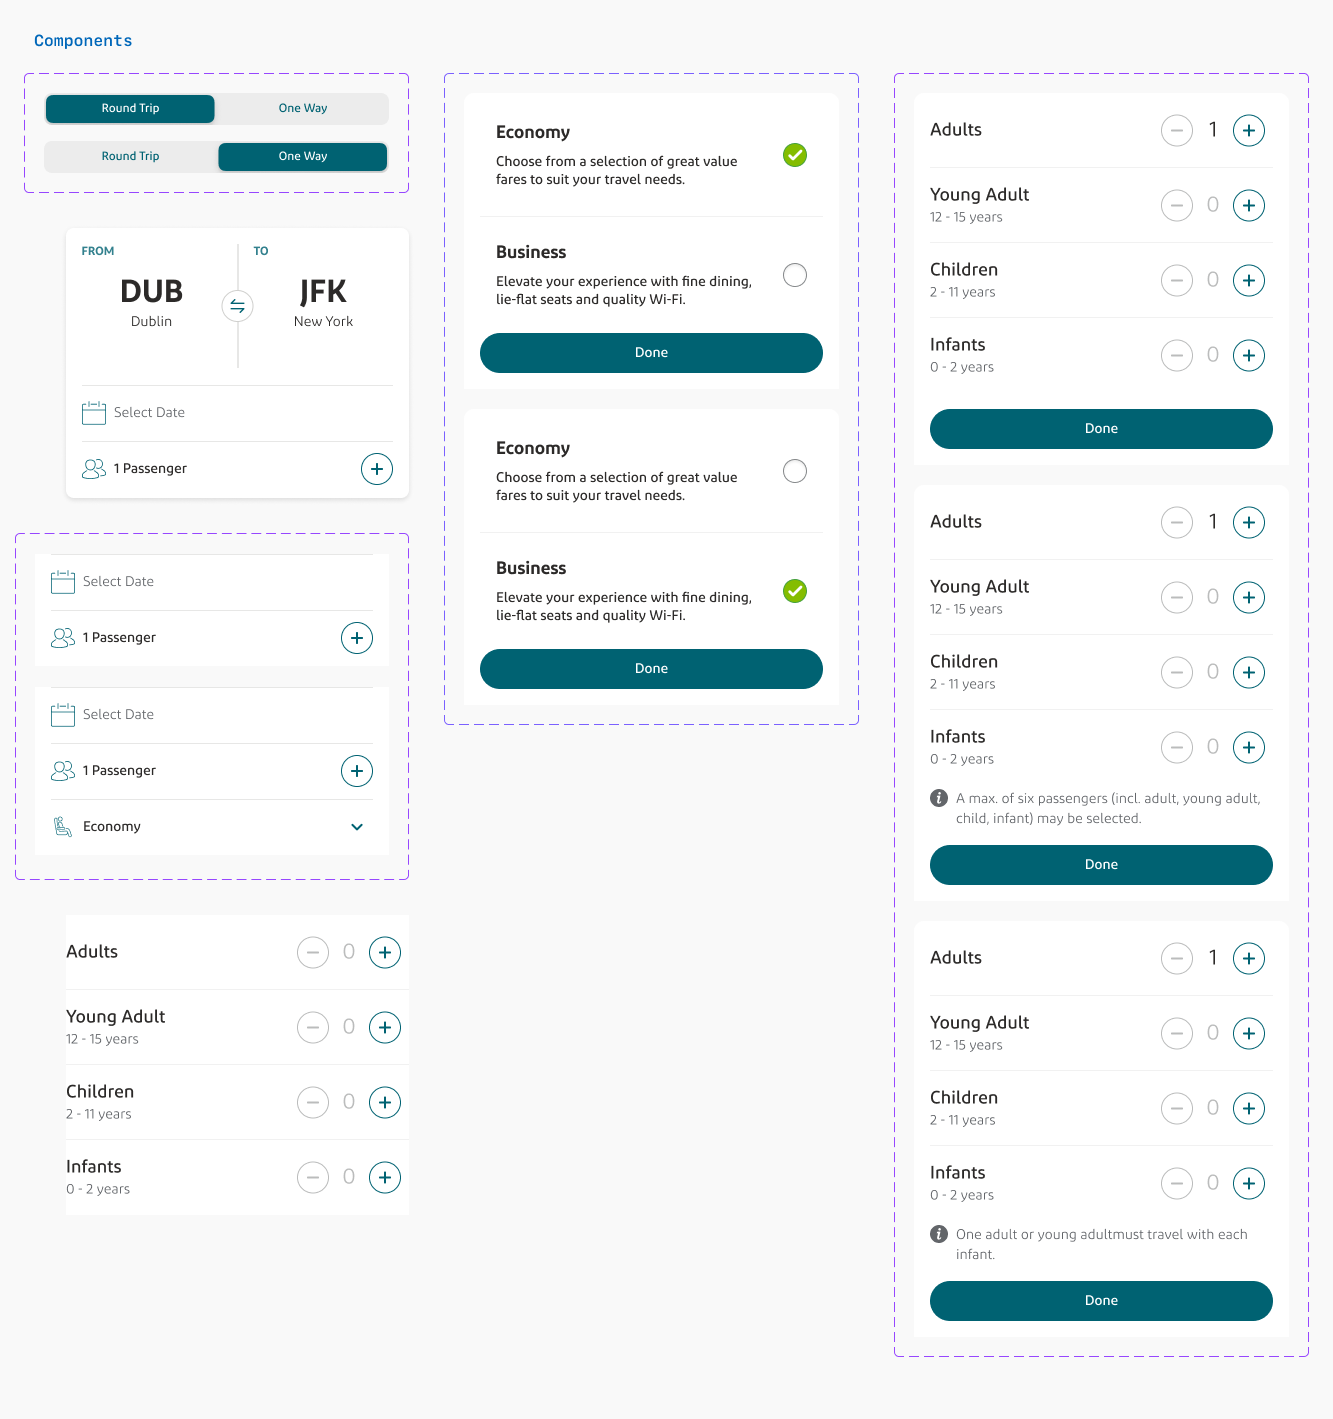 Components
Round Trip
One Way
Round Trip
One Way
FROM
TO
DUB
JFK
Dublin
New York
Select Date
1 Passenger
Select Date
1 Passenger
Select Date
1 Passenger
Economy
Adults
0
Young Adult
0
12 - 15 years
Children
0
2 - 11 years
Infants
0
0 - 2 years
Economy
Choose from a selection of great value
fares to suit your travel needs.
Business
Elevate your experience with fine dining,
lie-flat seats and quality Wi-Fi.
Done
Economy
Choose from a selection of great value
fares to suit your travel needs.
Business
Elevate your experience with fine dining,
lie-flat seats and quality Wi-Fi.
Done
Adults
1
Young Adult
0
12 - 15 years
Children
0
2 - 11 years
Infants
0
0 - 2 years
Done
Adults
1
Young Adult
0
12 - 15 years
Children
0
2 - 11 years
Infants
0
0 - 2 years
A max. of six passengers (incl. adult, young adult,
child, infant) may be selected.
Done
Adults
1
Young Adult
0
12 - 15 years
Children
0
2 - 11 years
Infants
0
0 - 2 years
One adult or young adultmust travel with each
infant.
Done